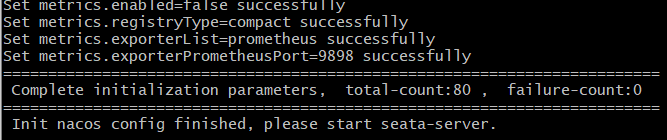 Set metrics.enabled=false successfully
Set metrics.registryType=compact successfully
Set metrics.exporterList=prometheus successfully
Set metrics.exporterPrometheusPort=9898 successfully
=========================================================================
 Complete initialization parameters,  total-count:80 ,  failure-count:0
=========================================================================
 Init nacos config finished, please start seata-server.